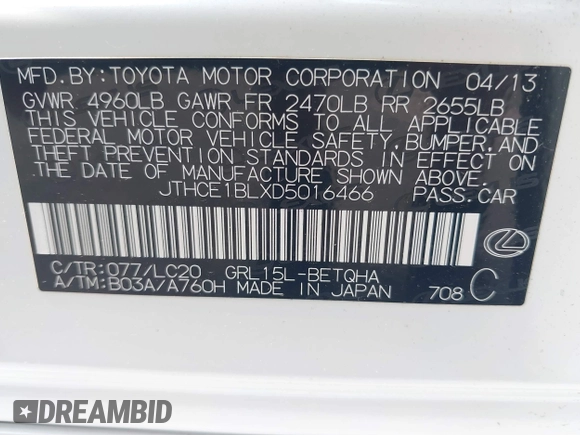 MFD.BY:TOYOTA MOTOR CORPORATION 04/13
GVWR 4960LB GAWR FR 2470LB RR 2655LB
THIS VEHICLE CONFORMS TO ALL APPLICABLE
FEDERAL MOTOR VEHICLE SAFETY,BUMPER,AND
THEFT PREVENTION STANDARDS IN EFFECT ON
THE DATE OF MANUFACTURE SHOWN ABOVE.
JTHCE1BLXD5016466 PASS.CAR
C/TR:077/LC20 GRL15L-BETQHA
A/TM:B03A/A760H MADE IN JAPAN 708 C
DREAMBID